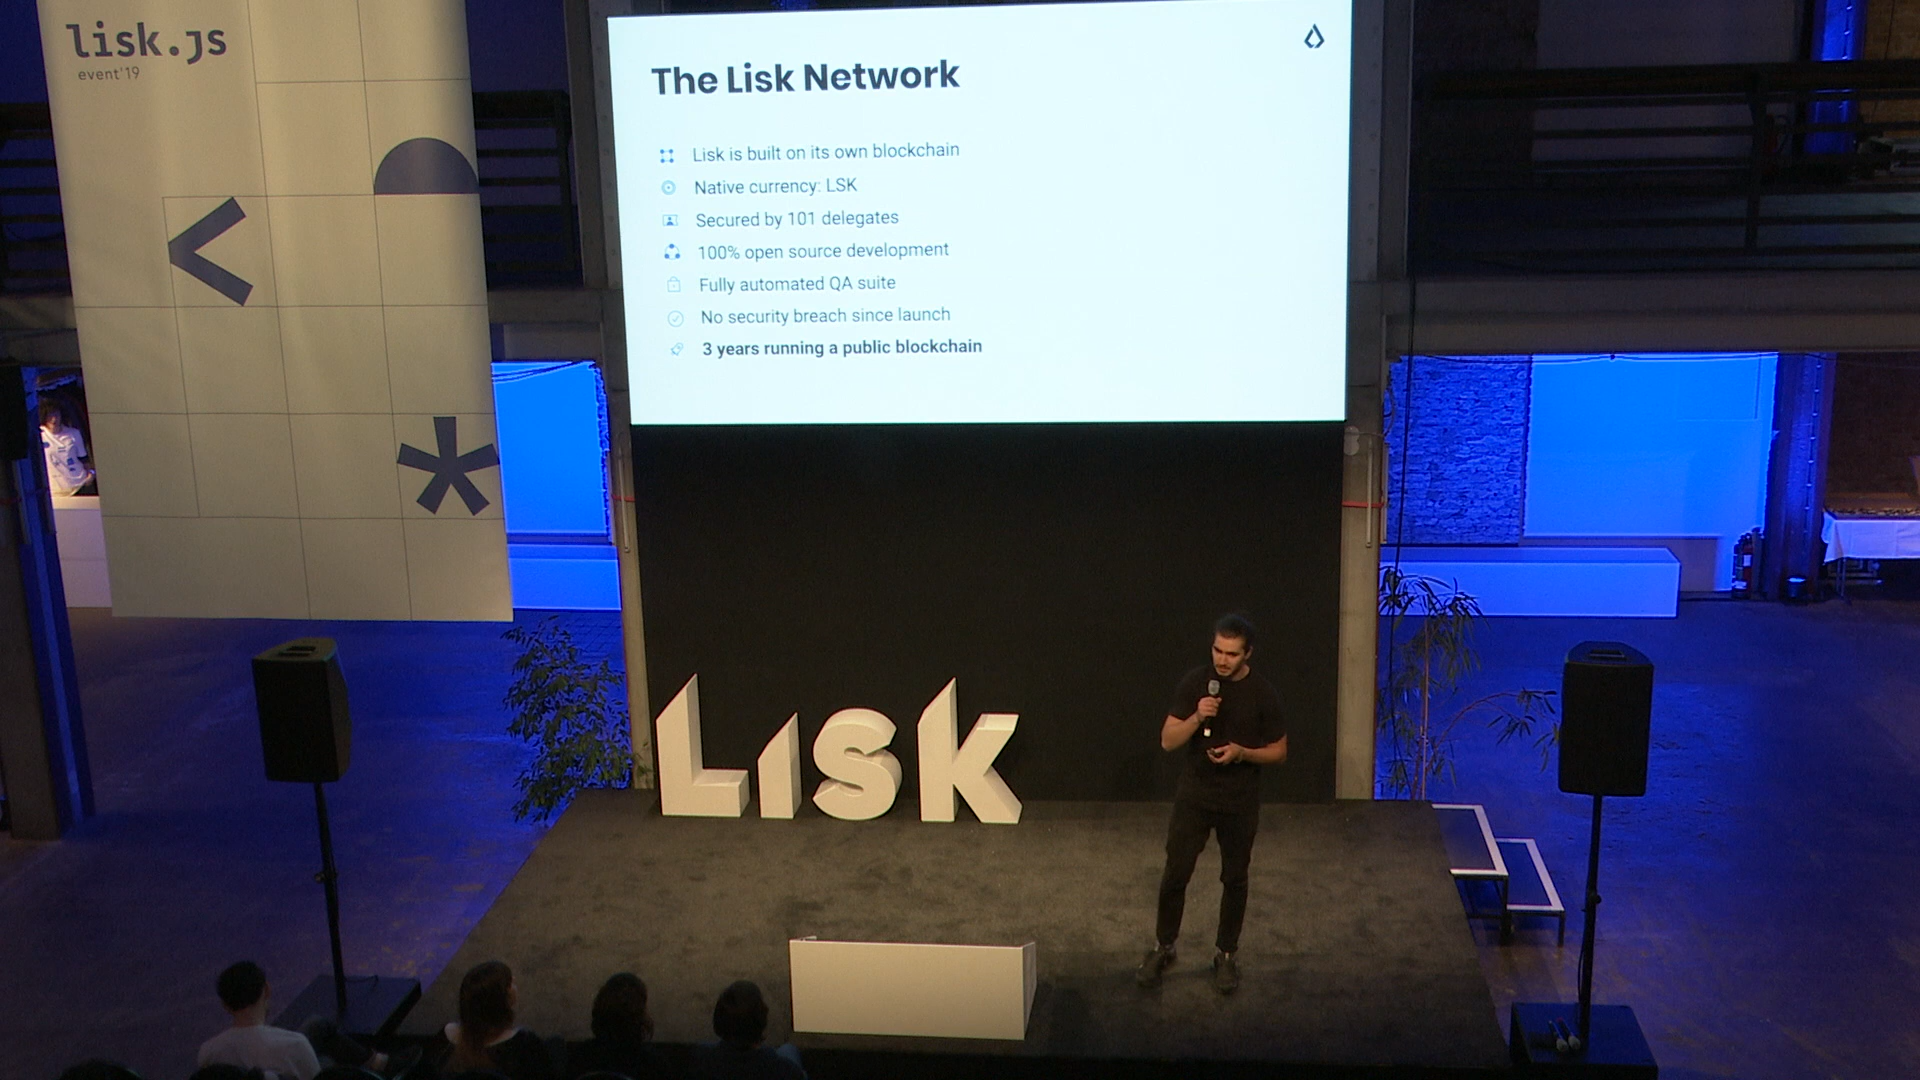 lisk.js
event'19
The Lisk Network
Lisk is built on its own blockchain
Native currency: LSK
Secured by 101 delegates
100% open source development
Fully automated QA suite
No security breach since launch
3 years running a public blockchain
Lisk